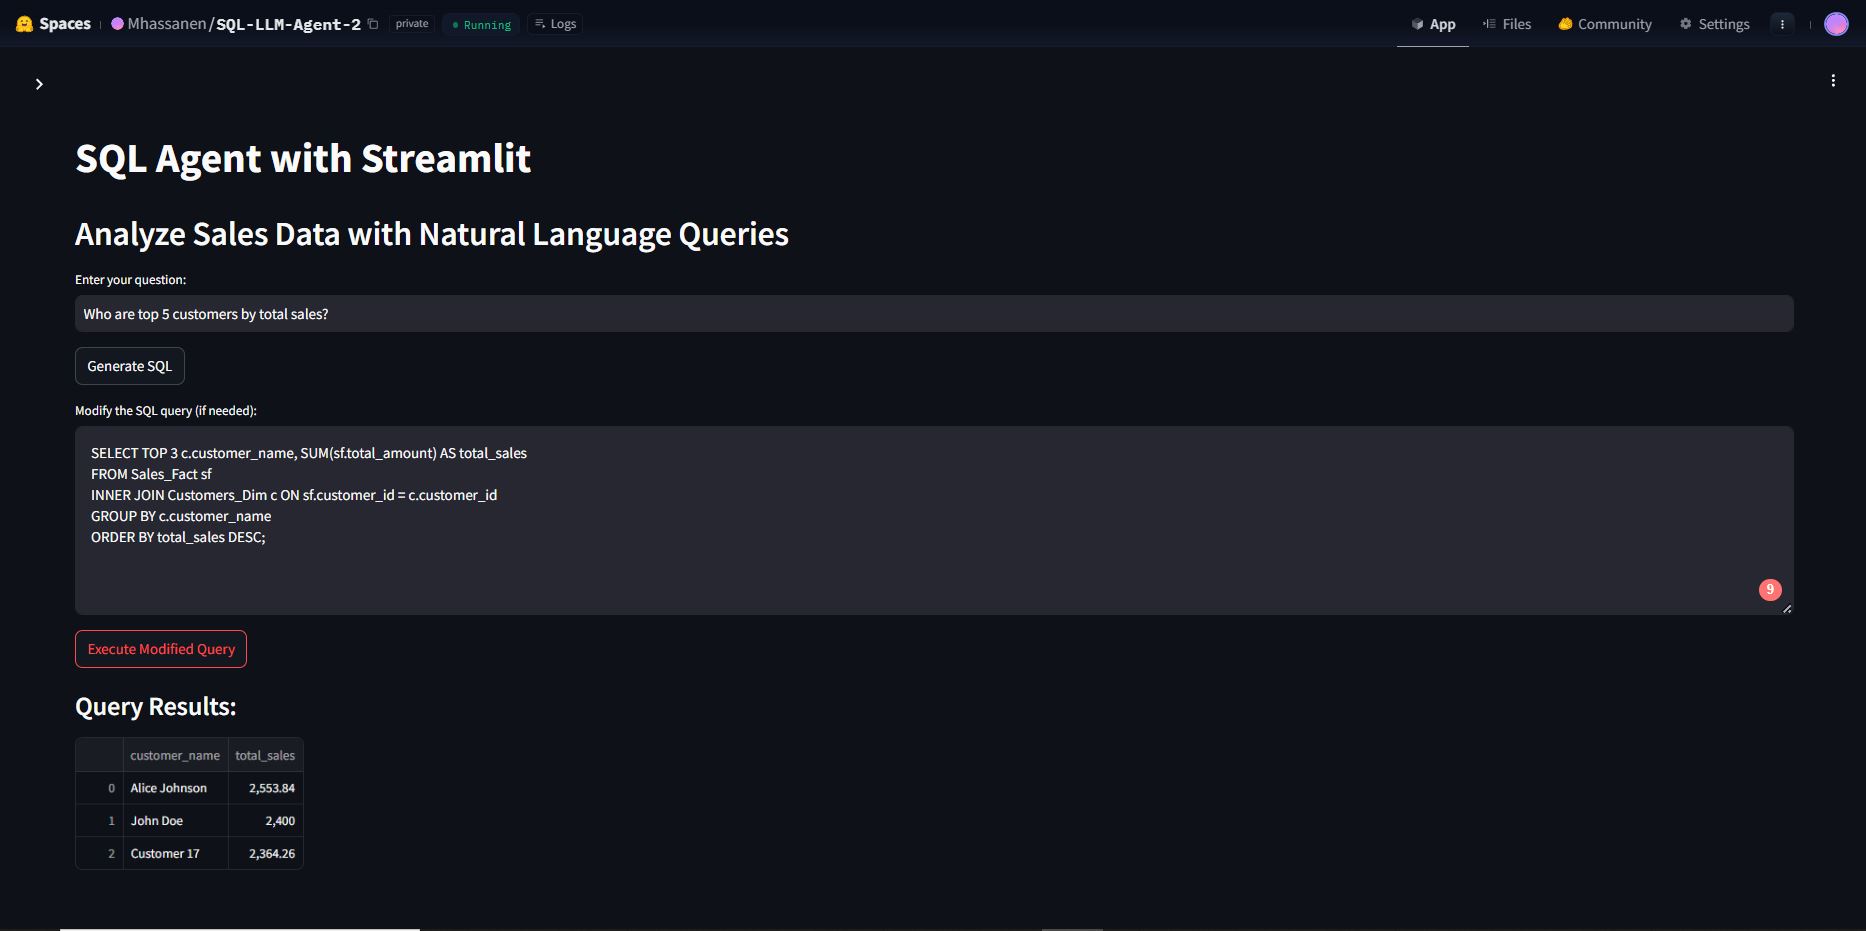 Spaces Mhassanen/SQL-LLM-Agent-2 private Running Logs App Files Community Settings
SQL Agent with Streamlit
Analyze Sales Data with Natural Language Queries
Enter your question:
Who are top 5 customers by total sales?
Generate SQL
Modify the SQL query (if needed):
SELECT TOP 3 c.customer_name, SUM(sf.total_amount) AS total_sales
FROM Sales_Fact sf
INNER JOIN Customers_Dim c ON sf.customer_id = c.customer_id
GROUP BY c.customer_name
ORDER BY total_sales DESC;
9
Execute Modified Query
Query Results:
customer_name total_sales
0 Alice Johnson 2,553.84
1 John Doe 2,400
2 Customer 17 2,364.26